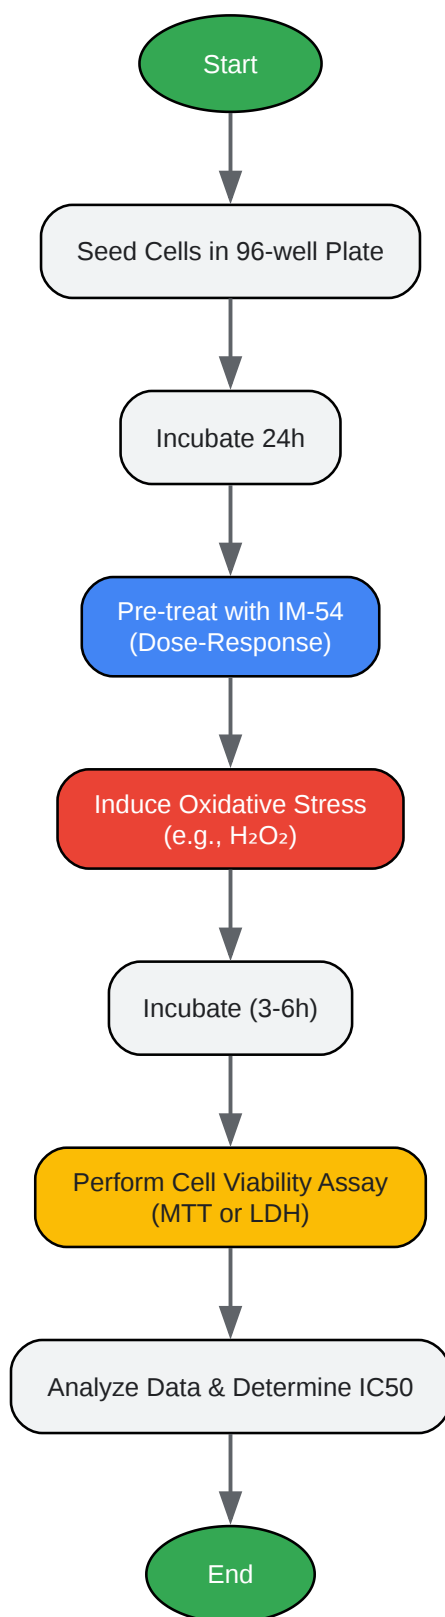 Start
Seed Cells in 96-well Plate
Incubate 24h
Pre-treat with IM-54
(Dose-Response)
Induce Oxidative Stress
(e.g., H₂O₂)
Incubate (3-6h)
Perform Cell Viability Assay
(MTT or LDH)
Analyze Data & Determine IC50
End